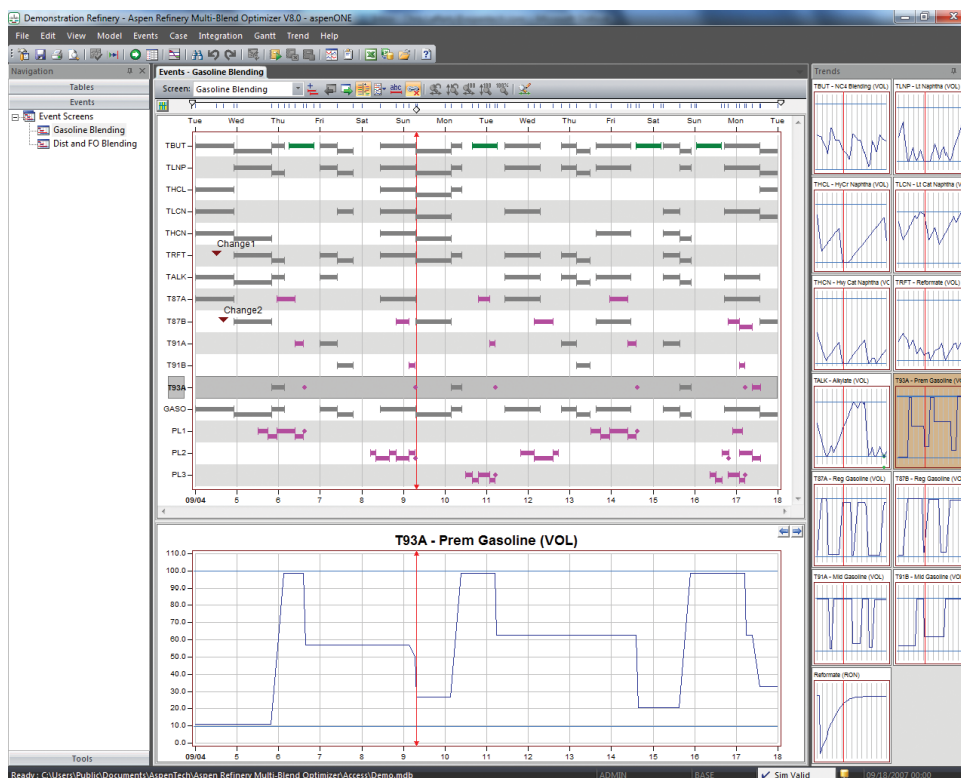 Demonstration Refinery - Aspen Refinery Multi-Blend Optimizer V8.0 - aspenONE
File Edit View Model Events Case Integration Gantt Trend Help
Navigation
Tables
Events
Event Screens
Gasoline Blending
Dist and FO Blending
Tools
Events - Gasoline Blending
Screen: Gasoline Blending
Tue Wed Thu Fri Sat Sun Mon Tue Wed Thu Fri Sat Sun Mon Tue
TBUT
TLNP
THCL
TLCN
THCN
Change1
TRFT
TALK
T87A
Change2
T87B
T91A
T91B
T93A
GASO
PL1
PL2
PL3
09/04 5 6 7 8 9 10 11 12 13 14 15 16 17 18
T93A - Prem Gasoline (VOL)
110.0
100.0
90.0
80.0
70.0
60.0
50.0
40.0
30.0
20.0
10.0
0.0
09/04 5 6 7 8 9 10 11 12 13 14 15 16 17 18
Trends
TBUT - NC4 Blending (VOL)
TLNP - Lt Naphtha (VOL)
THCL - HyCr Naphtha (VOL)
TLCN - Lt Cat Naphtha (V
THCN - Hvy Cat Naphtha (VC
TRFT - Reformate (VOL)
TALK - Alkylate (VOL)
T93A - Prem Gasoline (V
T87A - Reg Gasoline (VOL)
T87B - Reg Gasoline (VOL)
T91A - Mid Gasoline (VOL)
T91B - Mid Gasoline (VOL)
Reformate (RON)
Ready : C:\Users\Public\Documents\AspenTech\Aspen Refinery Multi-Blend Optimizer\Access\Demo.mdb ADMIN BASE Sim Valid 09/18/2007 00:00